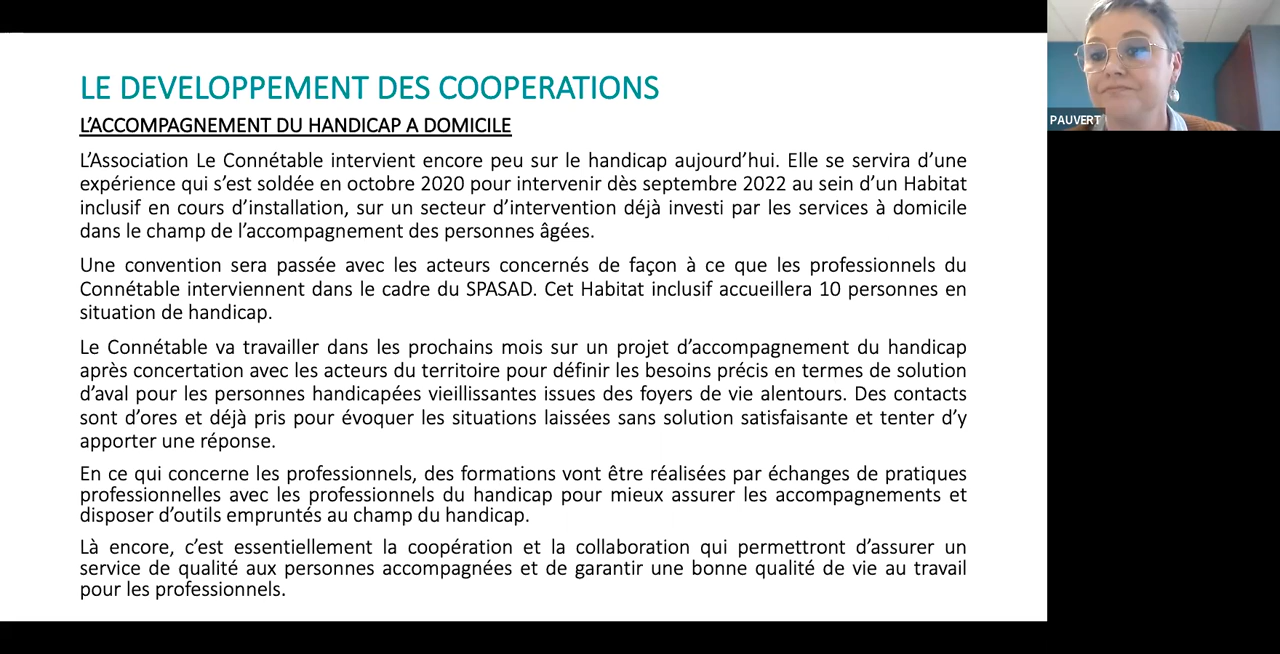 LE DEVELOPPEMENT DES COOPERATIONS
L'ACCOMPAGNEMENT DU HANDICAP A DOMICILE
L'Association Le Connétable intervient encore peu sur le handicap aujourd'hui. Elle se servira d'une
expérience qui s'est soldée en octobre 2020 pour intervenir dès septembre 2022 au sein d'un Habitat
inclusif en cours d'installation, sur un secteur d'intervention déjà investi par les services à domicile
dans le champ de l'accompagnement des personnes âgées.
Une convention sera passée avec les acteurs concernés de façon à ce que les professionnels du
Connétable interviennent dans le cadre du SPASAD. Cet Habitat inclusif accueillera 10 personnes en
situation de handicap.
Le Connétable va travailler dans les prochains mois sur un projet d'accompagnement du handicap
après concertation avec les acteurs du territoire pour définir les besoins précis en termes de solution
d'aval pour les personnes handicapées vieillissantes issues des foyers de vie alentours. Des contacts
sont d'ores et déjà pris pour évoquer les situations laissées sans solution satisfaisante et tenter d'y
apporter une réponse.
En ce qui concerne les professionnels, des formations vont être réalisées par échanges de pratiques
professionnelles avec les professionnels du handicap pour mieux assurer les accompagnements et
disposer d'outils empruntés au champ du handicap.
Là encore, c'est essentiellement la coopération et la collaboration qui permettront d'assurer un
service de qualité aux personnes accompagnées et de garantir une bonne qualité de vie au travail
pour les professionnels.
PAUVERT